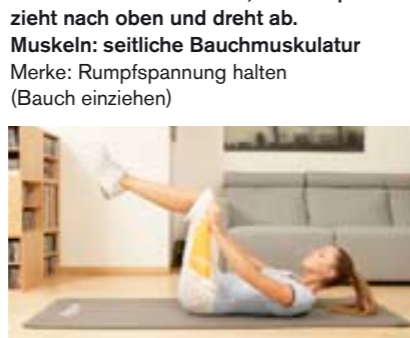 zieht nach oben und dreht ab.
Muskeln: seitliche Bauchmuskulatur
Merke: Rumpfspannung halten
(Bauch einziehen)